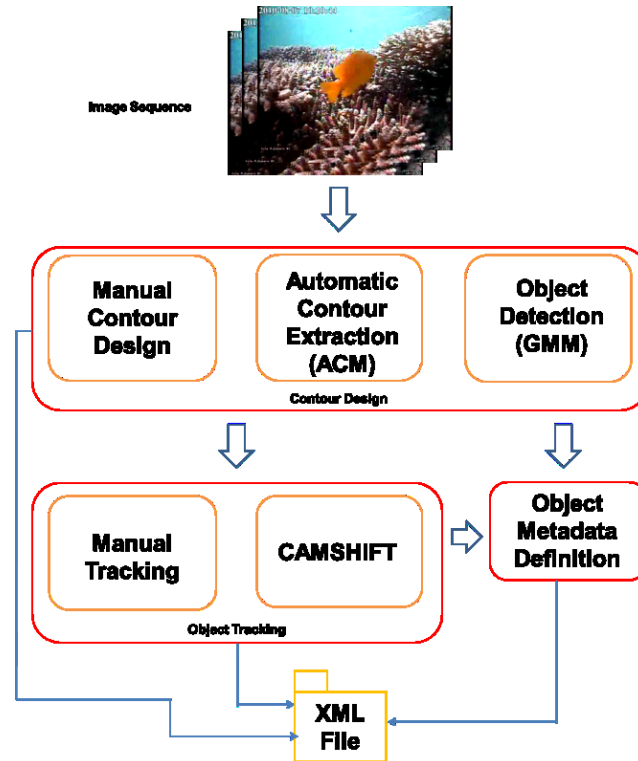 Image Sequence
Manual
Contour
Design
Automatic
Contour
Extraction
(ACM)
Object
Detection
(GMM)
Contour Design
Manual
Tracking
CAMSHIFT
Object
Metadata
Definition
Object Tracking
XML
File